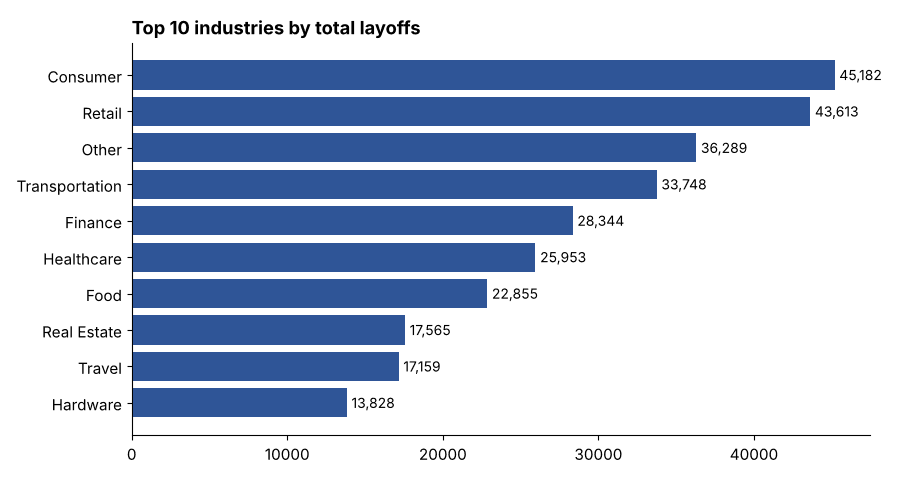 Top 10 industries by total layoffs
Consumer 45,182
Retail 43,613
Other 36,289
Transportation 33,748
Finance 28,344
Healthcare 25,953
Food 22,855
Real Estate 17,565
Travel 17,159
Hardware 13,828
0 10000 20000 30000 40000